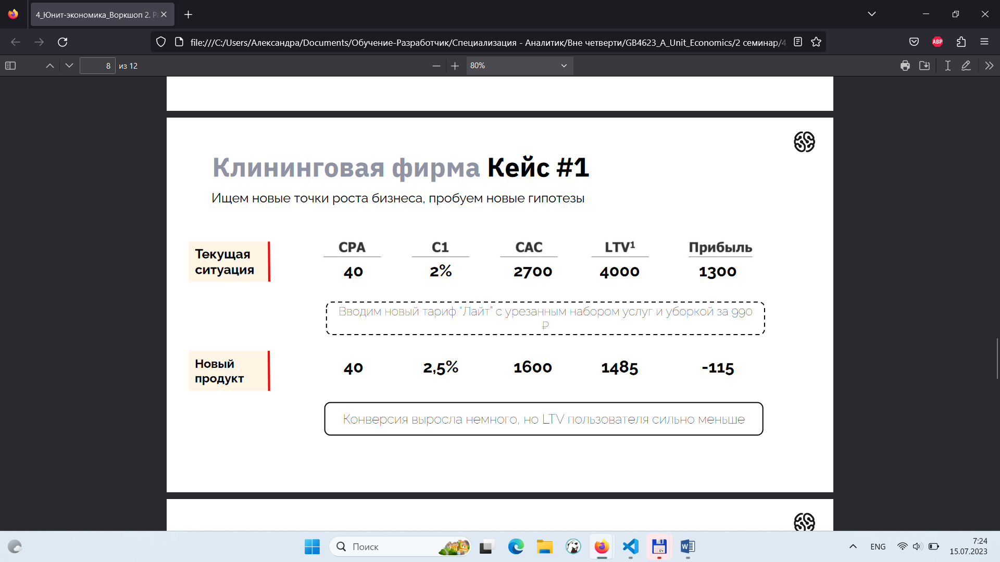 4_Юнит-экономика_Воркшоп 2. Р
file:///C:/Users/Александра/Documents/Обучение-Разработчик/Специализация - Аналитик/Вне четверти/GB4623_A_Unit_Economics/2 семинар/4
ABP
8 из 12
80%
Клининговая фирма Кейс #1
Ищем новые точки роста бизнеса, пробуем новые гипотезы
Текущая
ситуация
CPA C1 CAC LTV¹ Прибыль
40 2% 2700 4000 1300
Вводим новый тариф "Лайт" с урезанным набором услуг и уборкой за 990
₽
Новый
продукт
40 2,5% 1600 1485 -115
Конверсия выросла немного, но LTV пользователя сильно меньше
Поиск
64
W
ENG
7:24
15.07.2023